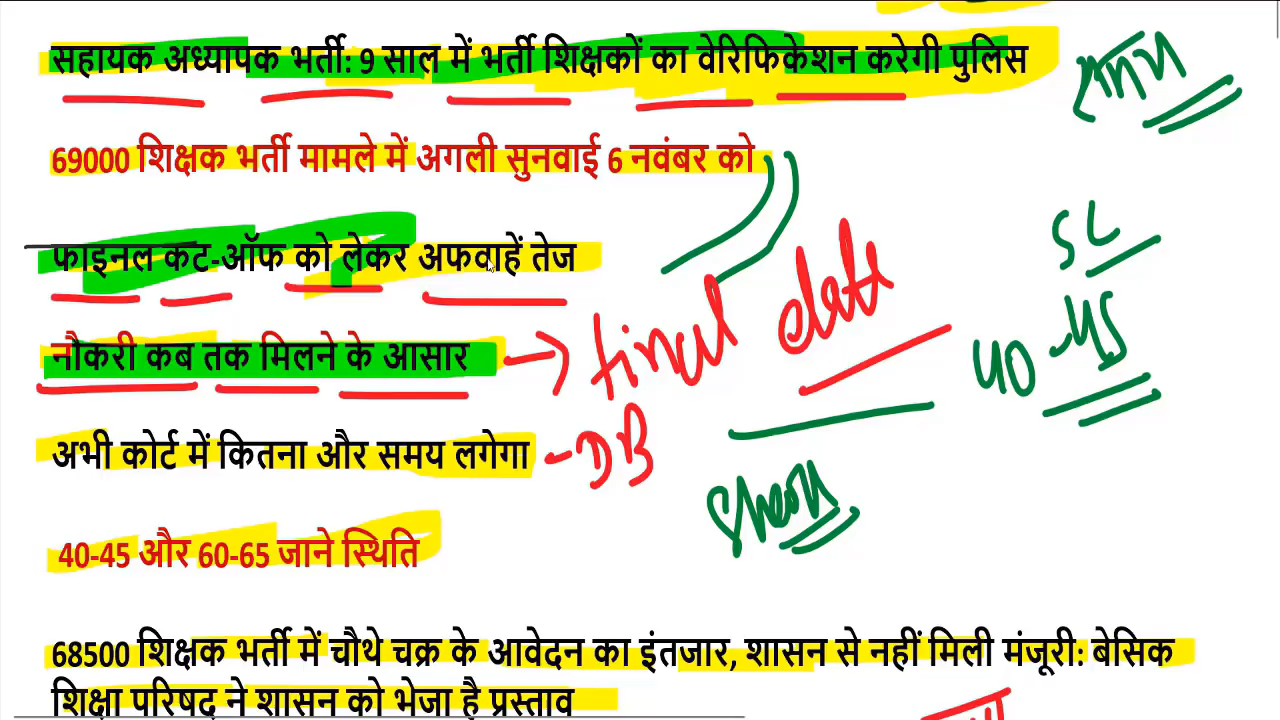 सहायक अध्यापक भर्ती: 9 साल में भर्ती शिक्षकों का वेरिफिकेशन करेगी पुलिस
69000 शिक्षक भर्ती मामले में अगली सुनवाई 6 नवंबर को
फाइनल कट-ऑफ को लेकर अफवाहें तेज
SC
नौकरी कब तक मिलने के आसार
final date
40-45
अभी कोर्ट में कितना और समय लगेगा
-DB
40-45 और 60-65 जाने स्थिति
68500 शिक्षक भर्ती में चौथे चक्र के आवेदन का इंतजार, शासन से नहीं मिली मंजूरी: बेसिक
शिक्षा परिषद ने शासन को भेजा है प्रस्ताव